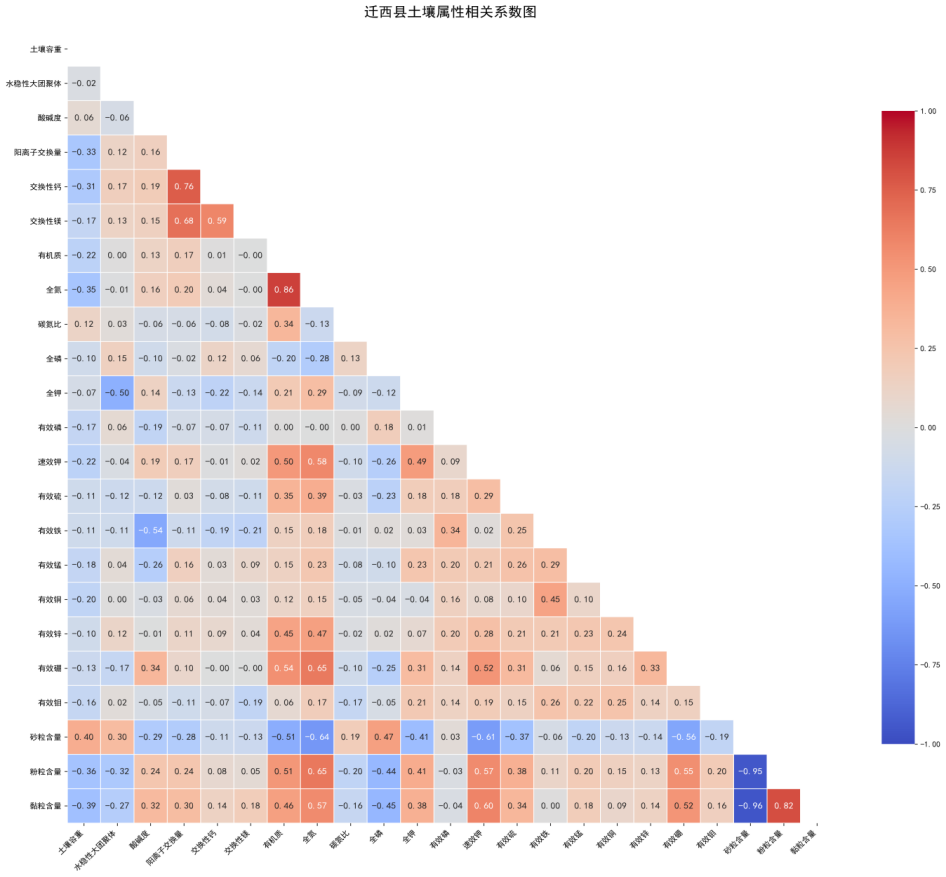 迁西县土壤属性相关系数图
土壤容重
水稳性大团聚体 -0.02
酸碱度 0.06 -0.06
阳离子交换量 -0.33 0.12 0.16
交换性钙 -0.31 0.17 0.19 0.76
交换性镁 -0.17 0.13 0.15 0.68 0.59
有机质 -0.22 0.00 0.13 0.17 0.01 -0.00
全氮 -0.35 -0.01 0.16 0.20 0.04 -0.00 0.86
碳氮比 0.12 0.03 -0.06 -0.06 -0.08 -0.02 0.34 -0.13
全磷 -0.10 0.15 -0.10 -0.02 0.12 0.06 -0.20 -0.28 0.13
全钾 -0.07 -0.50 0.14 -0.13 -0.22 -0.14 0.21 0.29 -0.09 -0.12
有效磷 -0.17 0.06 -0.19 -0.07 -0.07 -0.11 0.00 -0.00 0.00 0.18 0.01
速效钾 -0.22 -0.04 0.19 0.17 -0.01 0.02 0.50 0.58 -0.10 -0.26 0.49 0.09
有效硫 -0.11 -0.12 -0.12 0.03 -0.08 -0.11 0.35 0.39 -0.03 -0.23 0.18 0.18 0.29
有效铁 -0.11 -0.11 -0.54 -0.11 -0.19 -0.21 0.15 0.18 -0.01 0.02 0.03 0.34 0.02 0.25
有效锰 -0.18 0.04 -0.26 0.16 0.03 0.09 0.15 0.23 -0.08 -0.10 0.23 0.20 0.21 0.26 0.29
有效铜 -0.20 0.00 -0.03 0.06 0.04 0.03 0.12 0.15 -0.05 -0.04 -0.04 0.16 0.08 0.10 0.45 0.10
有效锌 -0.10 0.12 -0.01 0.11 0.09 0.04 0.45 0.47 -0.02 0.02 0.07 0.20 0.28 0.21 0.21 0.23 0.24
有效硼 -0.13 -0.17 0.34 0.10 -0.00 -0.00 0.54 0.65 -0.10 -0.25 0.31 0.14 0.52 0.31 0.06 0.15 0.16 0.33
有效钼 -0.16 0.02 -0.05 -0.11 -0.07 -0.19 0.06 0.17 -0.17 -0.05 0.21 0.14 0.19 0.15 0.26 0.22 0.25 0.14 0.15
砂粒含量 0.40 0.30 -0.29 -0.28 -0.11 -0.13 -0.51 -0.64 0.19 0.47 -0.41 0.03 -0.61 -0.37 -0.06 -0.20 -0.13 -0.14 -0.56 -0.19
粉粒含量 -0.36 -0.32 0.24 0.24 0.08 0.05 0.51 0.65 -0.20 -0.44 0.41 -0.03 0.57 0.38 0.11 0.20 0.15 0.13 0.55 0.20 -0.95
黏粒含量 -0.39 -0.27 0.32 0.30 0.14 0.18 0.46 0.57 -0.16 -0.45 0.38 -0.04 0.60 0.34 0.00 0.18 0.09 0.14 0.52 0.16 -0.96 0.82
土壤容重 水稳性大团聚体 酸碱度 阳离子交换量 交换性钙 交换性镁 有机质 全氮 碳氮比 全磷 全钾 有效磷 速效钾 有效硫 有效铁 有效锰 有效铜 有效锌 有效硼 有效钼 砂粒含量 粉粒含量 黏粒含量
1.00
0.75
0.50
0.25
0.00
-0.25
-0.50
-0.75
-1.00